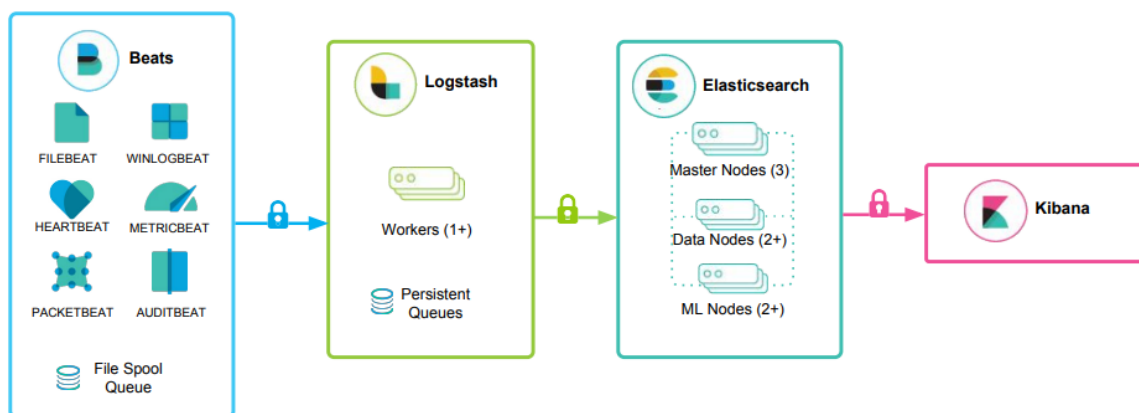 Beats
FILEBEAT
WINLOGBEAT
HEARTBEAT
METRICBEAT
PACKETBEAT
AUDITBEAT
File Spool
Queue
Logstash
Workers (1+)
Persistent
Queues
Elasticsearch
Master Nodes (3)
Data Nodes (2+)
ML Nodes (2+)
Kibana